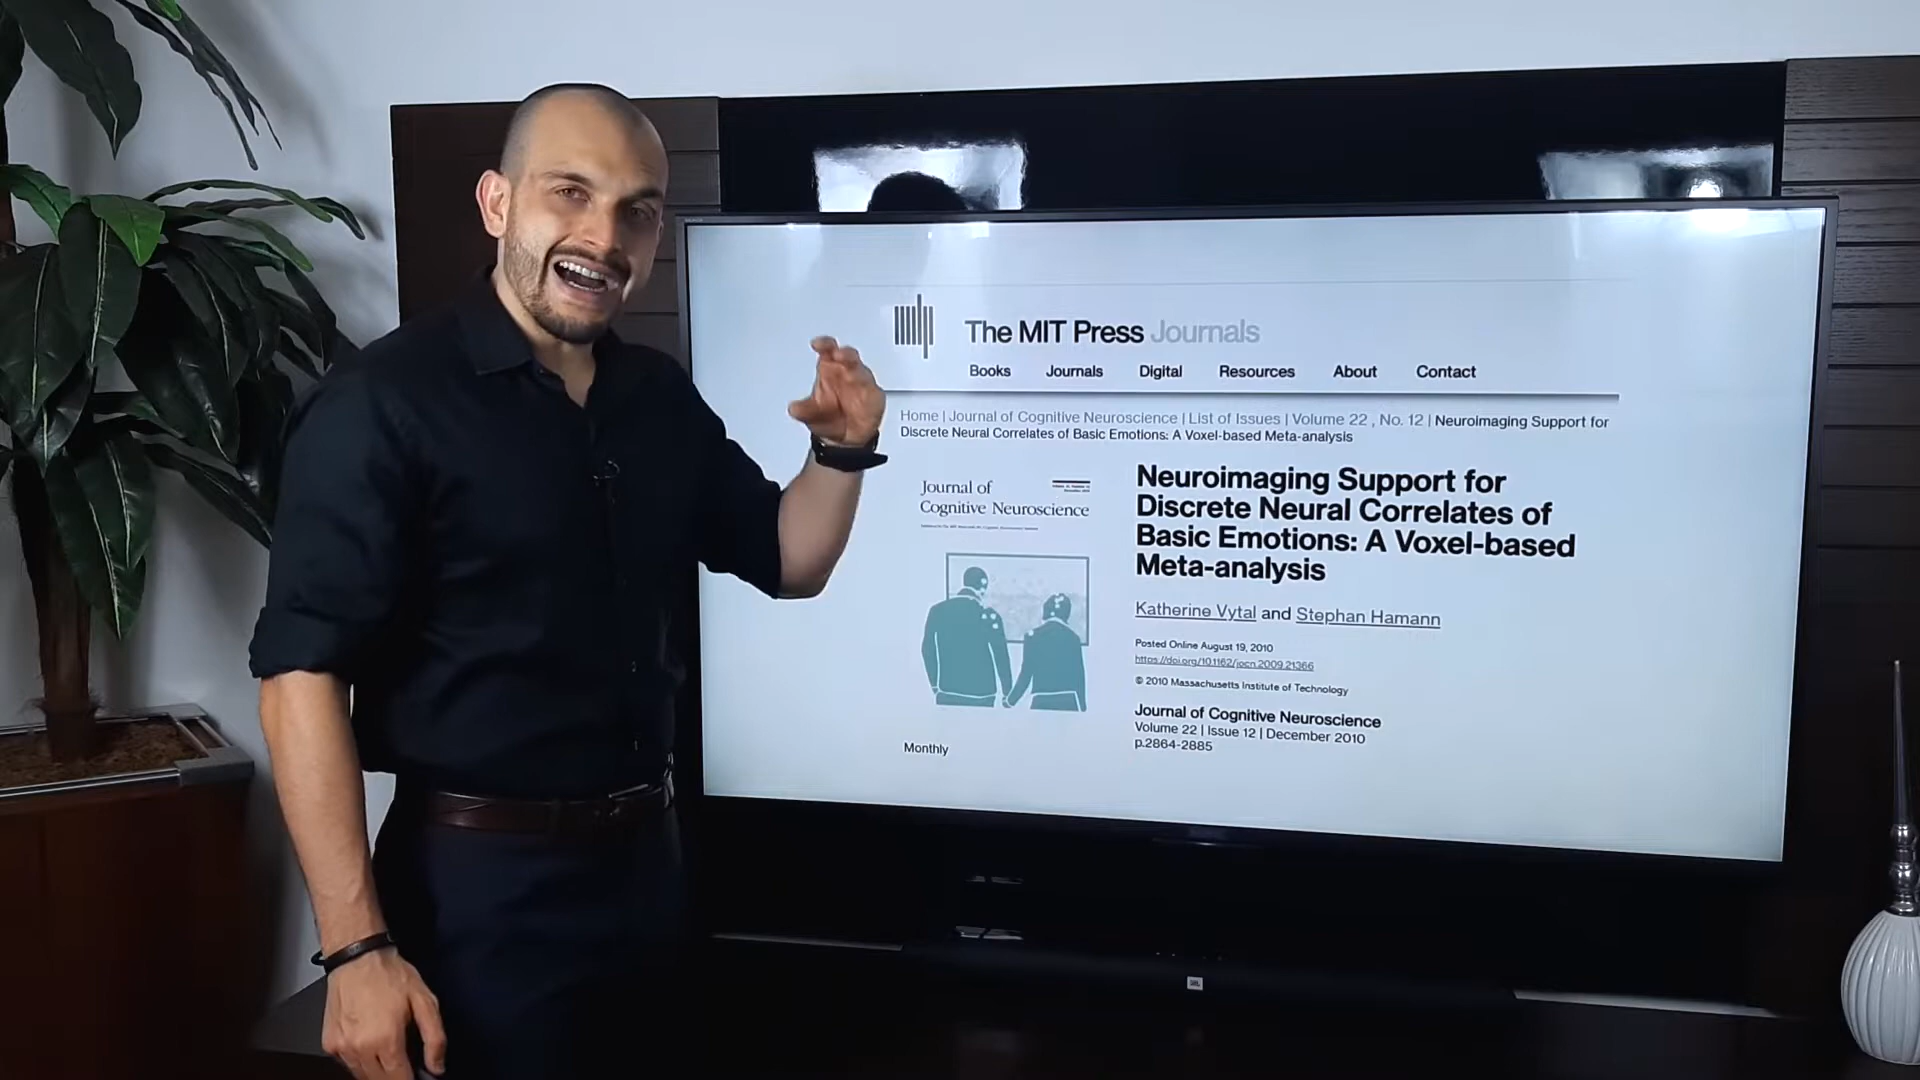 The MIT Press Journals
Books Journals Digital Resources About Contact
Home | Journal of Cognitive Neuroscience | List of Issues | Volume 22 , No. 12 | Neuroimaging Support for
Discrete Neural Correlates of Basic Emotions: A Voxel-based Meta-analysis
Journal of
Cognitive Neuroscience
Monthly
Neuroimaging Support for
Discrete Neural Correlates of
Basic Emotions: A Voxel-based
Meta-analysis
Katherine Vytal and Stephan Hamann
Posted Online August 19, 2010
https://doi.org/10.1162/jocn.2009.21366
© 2010 Massachusetts Institute of Technology
Journal of Cognitive Neuroscience
Volume 22 | Issue 12 | December 2010
p.2864-2885
JBL